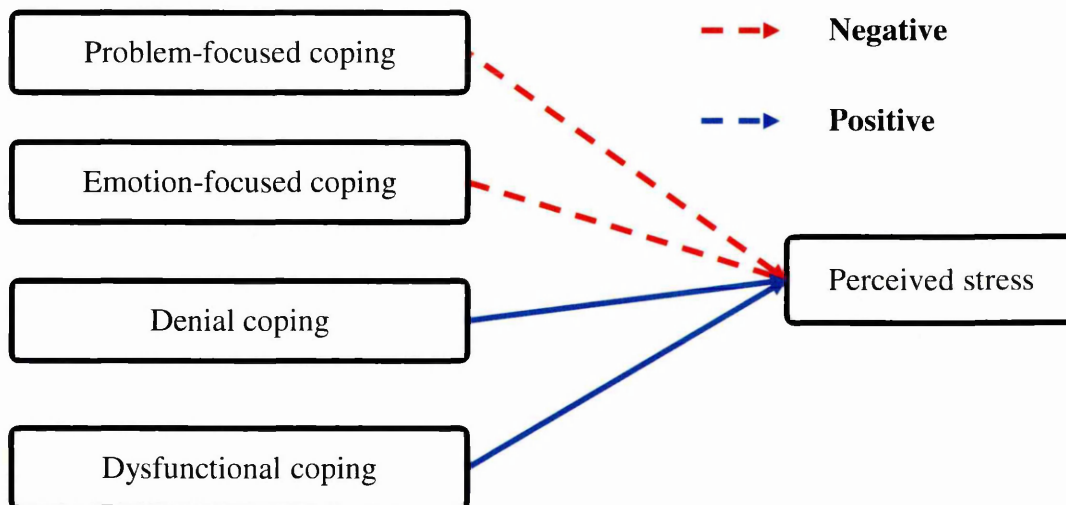 Problem-focused coping
Negative
Positive
Emotion-focused coping
Perceived stress
Denial coping
Dysfunctional coping